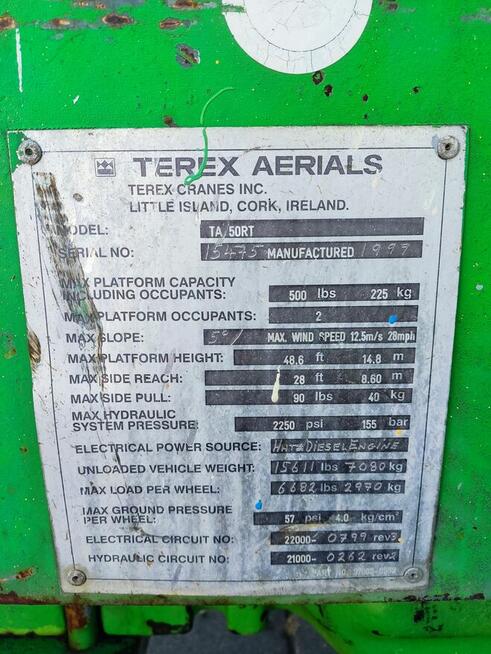 TEREX AERIALS
TEREX CRANES INC.
LITTLE ISLAND, CORK, IRELAND.
MODEL: TA 50RT
SERIAL NO: 15475 MANUFACTURED 1999
MAX PLATFORM CAPACITY
INCLUDING OCCUPANTS: 500 lbs 225 kg
MAX PLATFORM OCCUPANTS: 2
MAX SLOPE: 5° MAX. WIND SPEED 12.5m/s 28mph
MAX PLATFORM HEIGHT: 48.6 ft 14.8 m
MAX SIDE REACH: 28 ft 8.60 m
MAX SIDE PULL: 90 lbs 40 kg
MAX HYDRAULIC
SYSTEM PRESSURE: 2250 psi 155 bar
ELECTRICAL POWER SOURCE: HATZ DIESEL ENGINE
UNLOADED VEHICLE WEIGHT: 15611 lbs 7080 kg
MAX LOAD PER WHEEL: 6682 lbs 2970 kg
MAX GROUND PRESSURE
PER WHEEL: 57. psi 4.0 kg/cm²
ELECTRICAL CIRCUIT NO: 22000-0799 rev3
HYDRAULIC CIRCUIT NO: 21000-0262 rev2
PART NO.